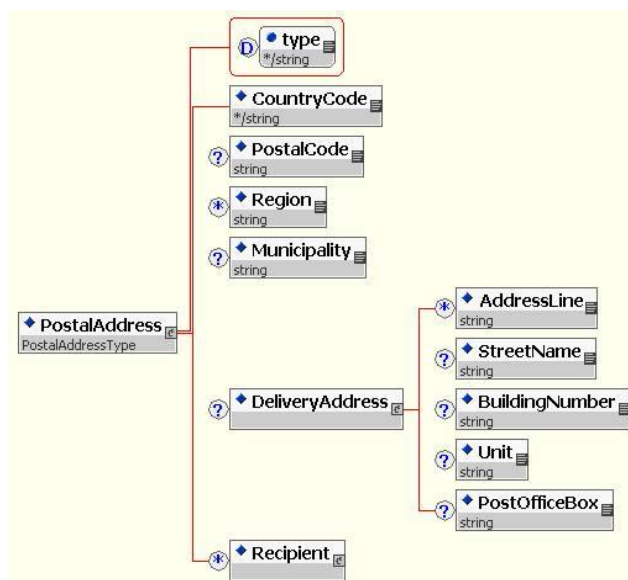 D
type
*/string
CountryCode
*/string
?
PostalCode
string
*
Region
string
?
Municipality
string
PostalAddress
PostalAddressType
?
DeliveryAddress
*
AddressLine
string
?
StreetName
string
?
BuildingNumber
string
?
Unit
string
?
PostOfficeBox
string
*
Recipient